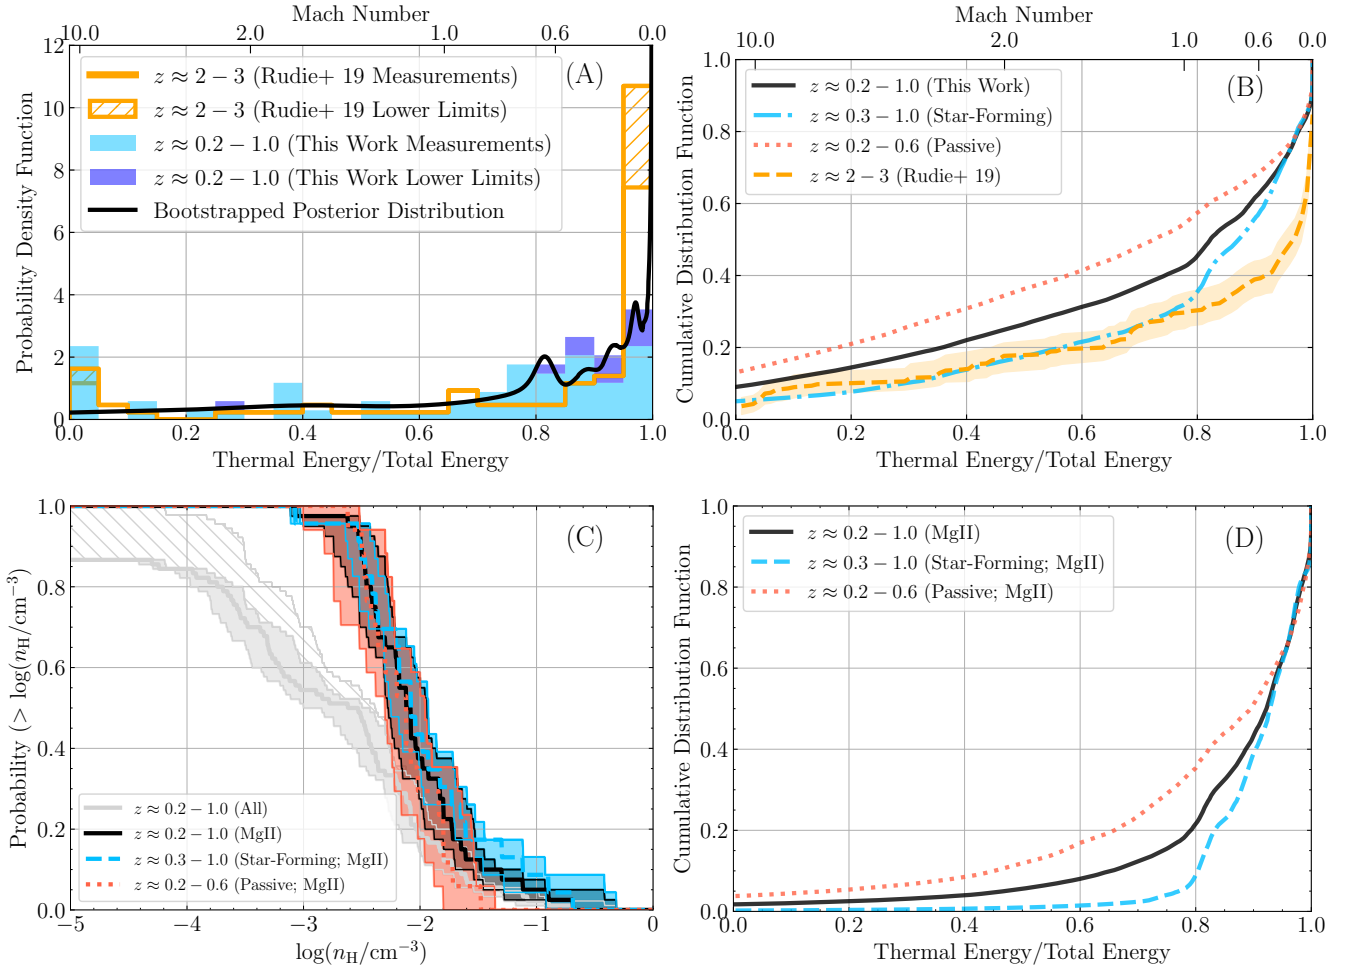 Mach Number
10.0 2.0 1.0 0.6 0.0
(A)
z ≈ 2 − 3 (Rudie+ 19 Measurements)
z ≈ 2 − 3 (Rudie+ 19 Lower Limits)
z ≈ 0.2 − 1.0 (This Work Measurements)
z ≈ 0.2 − 1.0 (This Work Lower Limits)
Bootstrapped Posterior Distribution
Probability Density Function
12
10
8
6
4
2
0
0.0 0.2 0.4 0.6 0.8 1.0
Thermal Energy/Total Energy
Mach Number
10.0 2.0 1.0 0.6 0.0
(B)
z ≈ 0.2 − 1.0 (This Work)
z ≈ 0.3 − 1.0 (Star-Forming)
z ≈ 0.2 − 0.6 (Passive)
z ≈ 2 − 3 (Rudie+ 19)
Cumulative Distribution Function
1.0
0.8
0.6
0.4
0.2
0.0
0.0 0.2 0.4 0.6 0.8 1.0
Thermal Energy/Total Energy
(C)
Probability (> log(n_H/cm⁻³)
1.0
0.8
0.6
0.4
0.2
0.0
z ≈ 0.2 − 1.0 (All)
z ≈ 0.2 − 1.0 (MgII)
z ≈ 0.3 − 1.0 (Star-Forming; MgII)
z ≈ 0.2 − 0.6 (Passive; MgII)
−5 −4 −3 −2 −1 0
log(n_H/cm⁻³)
(D)
z ≈ 0.2 − 1.0 (MgII)
z ≈ 0.3 − 1.0 (Star-Forming; MgII)
z ≈ 0.2 − 0.6 (Passive; MgII)
Cumulative Distribution Function
1.0
0.8
0.6
0.4
0.2
0.0
0.0 0.2 0.4 0.6 0.8 1.0
Thermal Energy/Total Energy